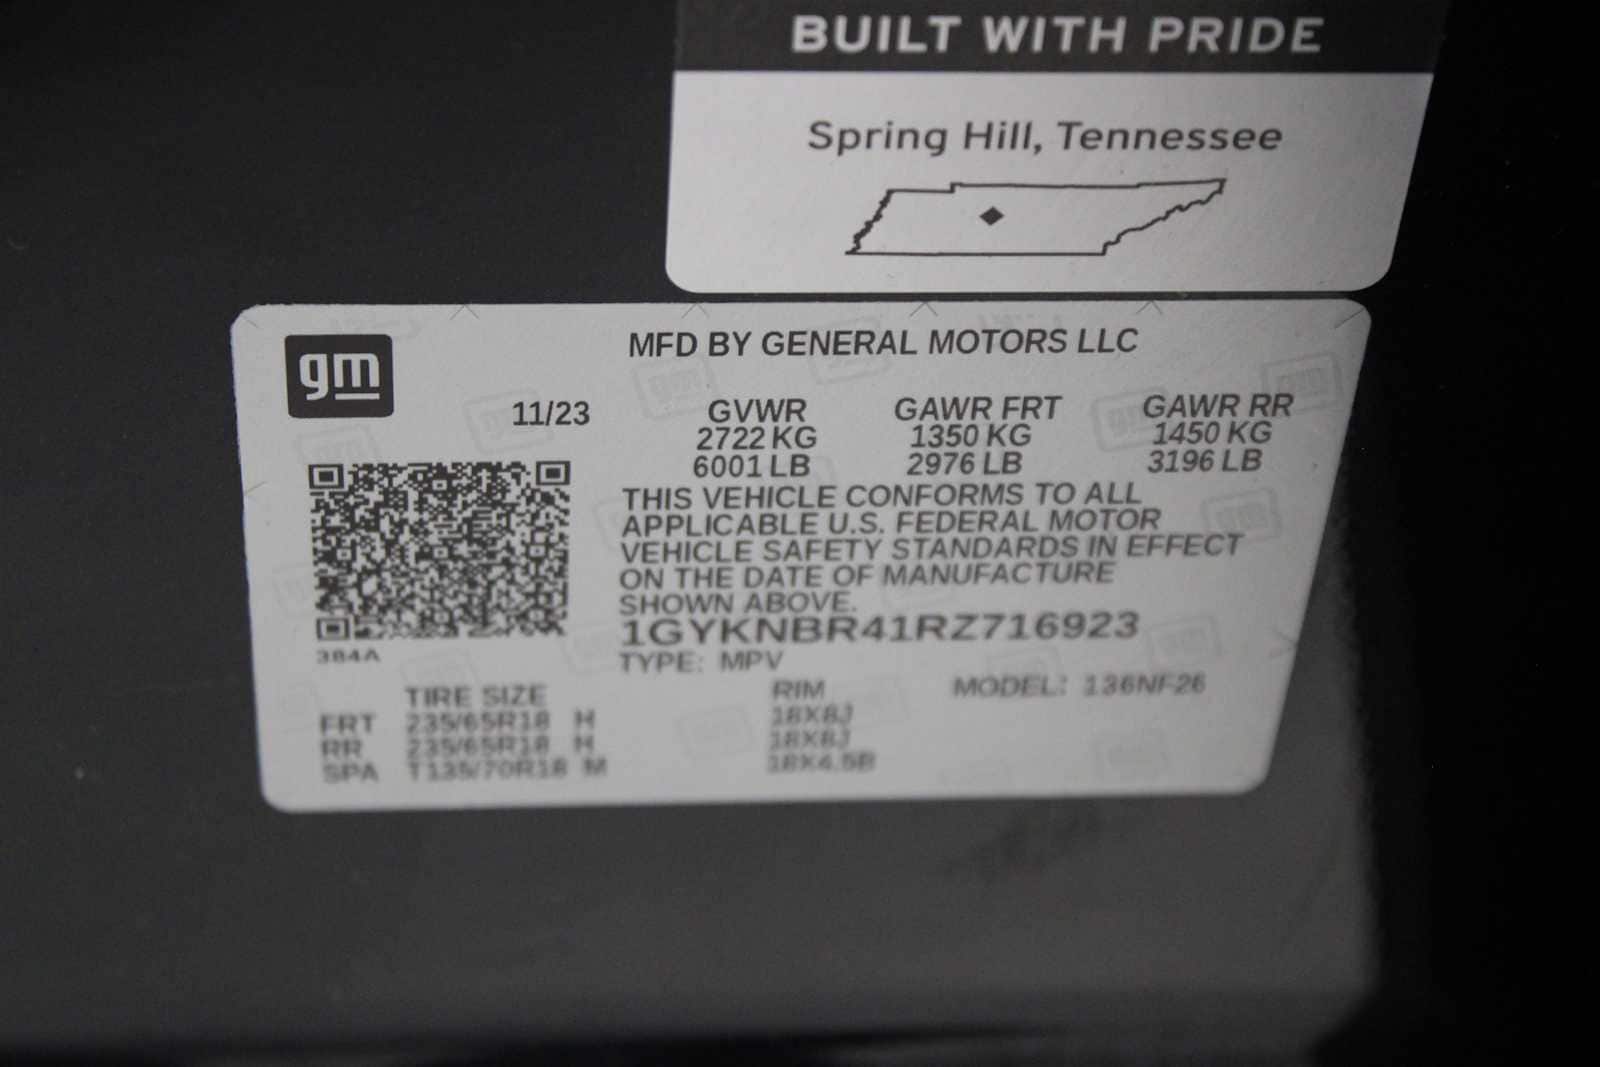 BUILT WITH PRIDE
Spring Hill, Tennessee
gm
MFD BY GENERAL MOTORS LLC
11/23 GVWR GAWR FRT GAWR RR
2722 KG 1350 KG 1450 KG
6001 LB 2976 LB 3196 LB
THIS VEHICLE CONFORMS TO ALL
APPLICABLE U.S. FEDERAL MOTOR
VEHICLE SAFETY STANDARDS IN EFFECT
ON THE DATE OF MANUFACTURE
SHOWN ABOVE.
1GYKNBR41RZ716923
384A
TYPE: MPV
TIRE SIZE RIM MODEL: 136NF26
FRT 235/65R18 H 18X8J
RR 235/65R18 H 18X8J
SPA T135/70R18 M 18X4.5B